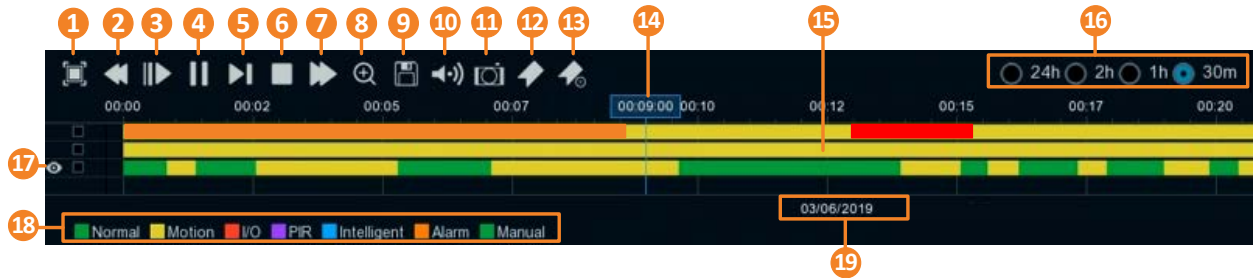 1 2 3 4 5 6 7 8 9 10 11 12 13 14 15 16
24h 2h 1h 30m
00:00 00:02 00:05 00:07 00:09:00 00:10 00:12 00:15 00:17 00:20
17
03/06/2019
18 Normal Motion I/O PIR Intelligent Alarm Manual
19